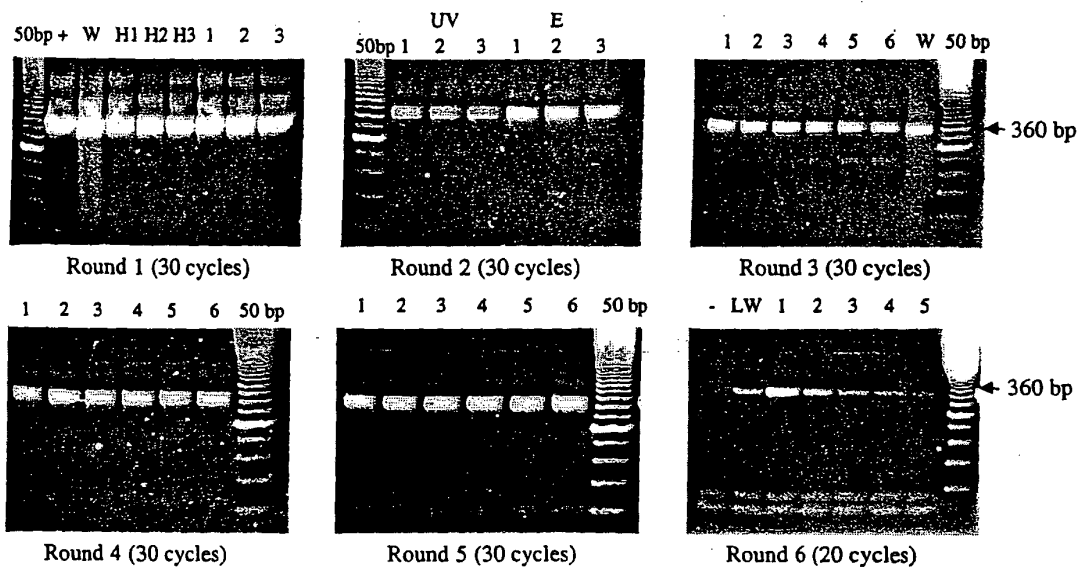 UV E
50bp + W H1 H2 H3 1 2 3
50bp 1 2 3 1 2 3
1 2 3 4 5 6 W 50 bp
360 bp
Round 1 (30 cycles)
Round 2 (30 cycles)
Round 3 (30 cycles)
1 2 3 4 5 6 50 bp
1 2 3 4 5 6 50 bp
- LW 1 2 3 4 5
360 bp
Round 4 (30 cycles)
Round 5 (30 cycles)
Round 6 (20 cycles)